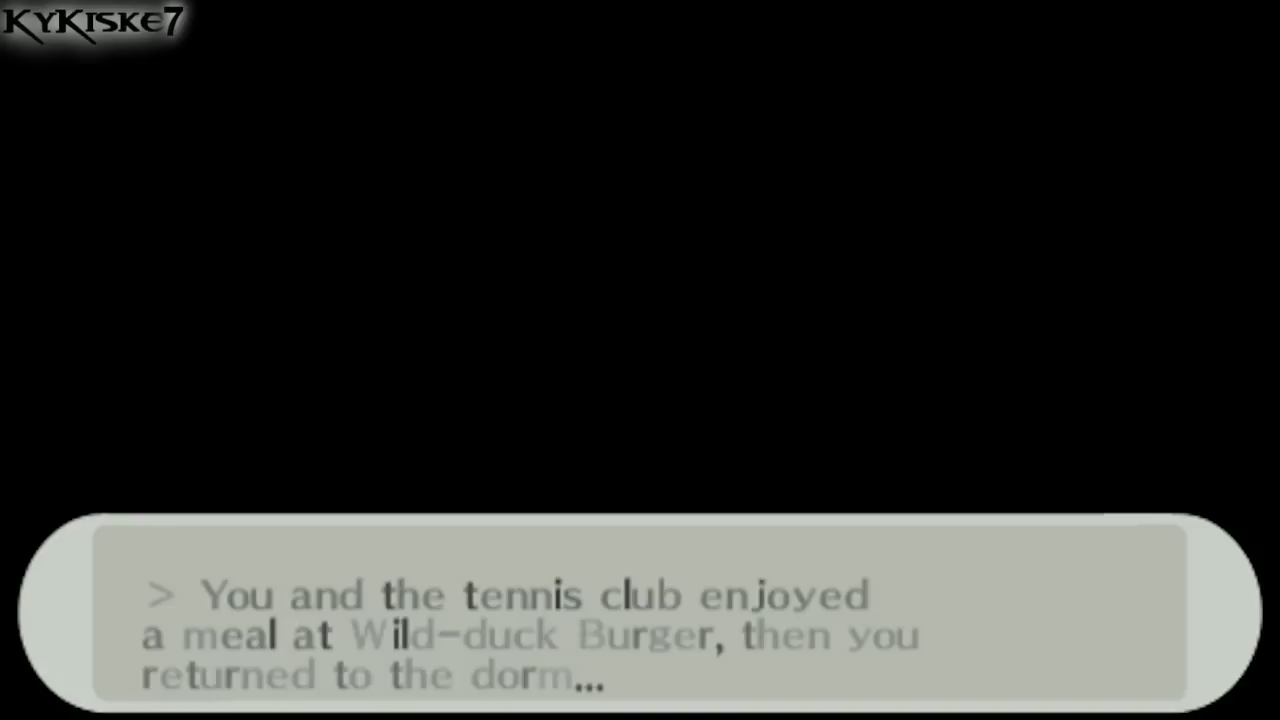 KyKiske7
> You and the tennis club enjoyed
a meal at Wild-duck Burger, then you
returned to the dorm...